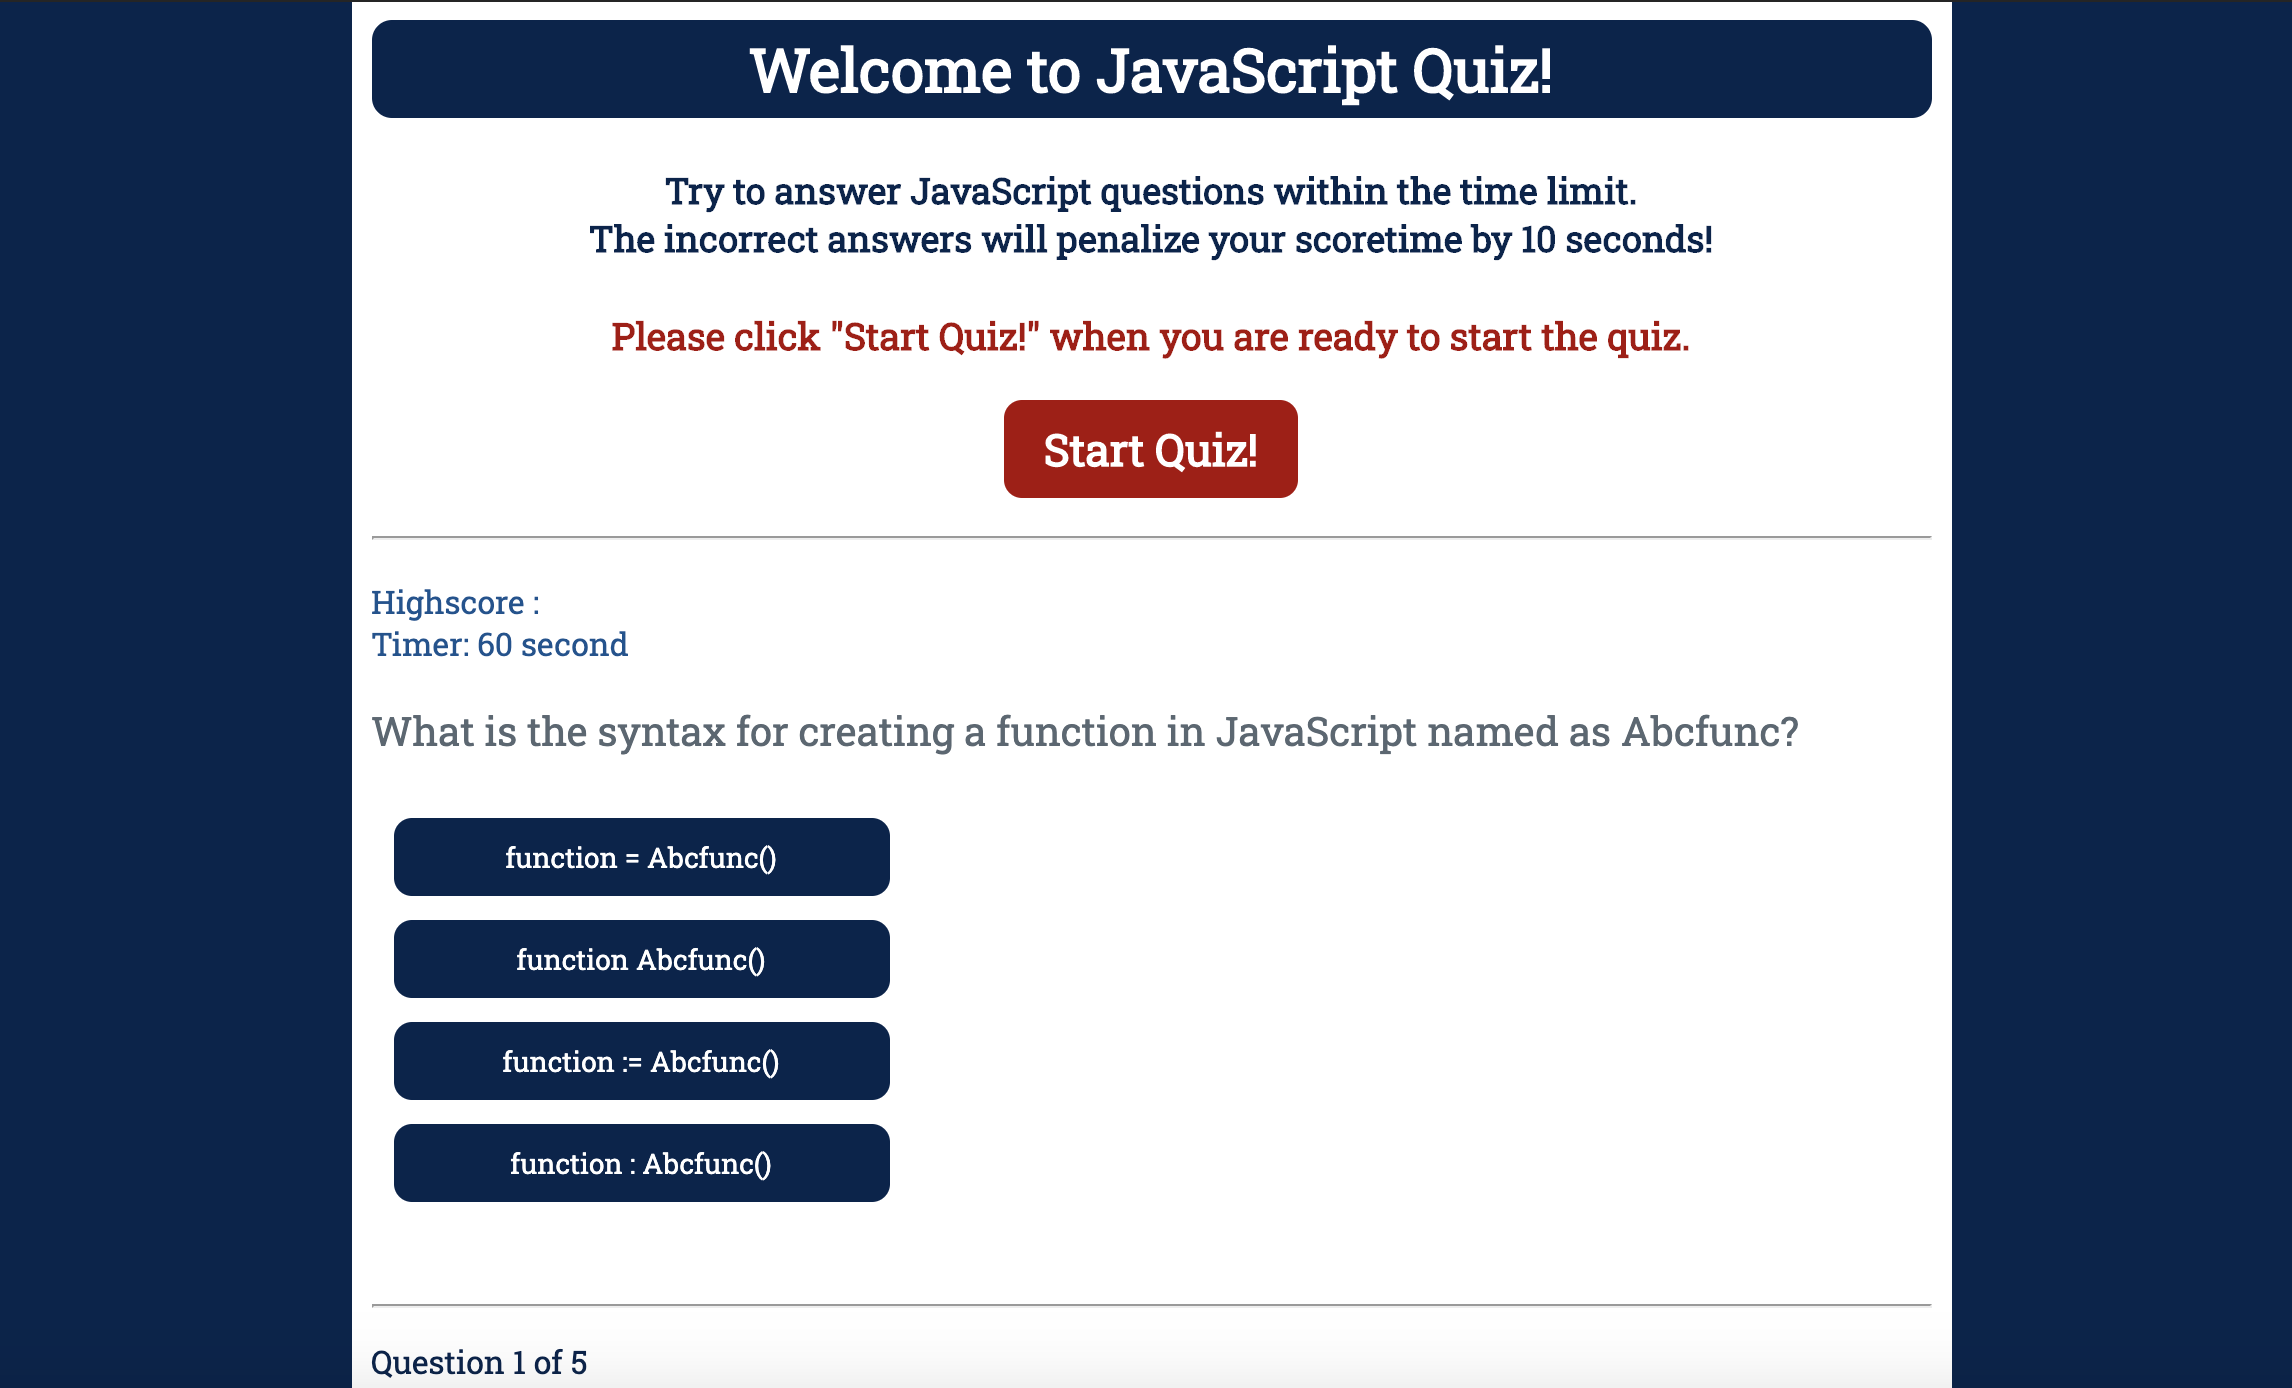 Welcome to JavaScript Quiz!
Try to answer JavaScript questions within the time limit.
The incorrect answers will penalize your scoretime by 10 seconds!
Please click "Start Quiz!" when you are ready to start the quiz.
Start Quiz!
Highscore :
Timer: 60 second
What is the syntax for creating a function in JavaScript named as Abcfunc?
function = Abcfunc()
function Abcfunc()
function := Abcfunc()
function : Abcfunc()
Question 1 of 5